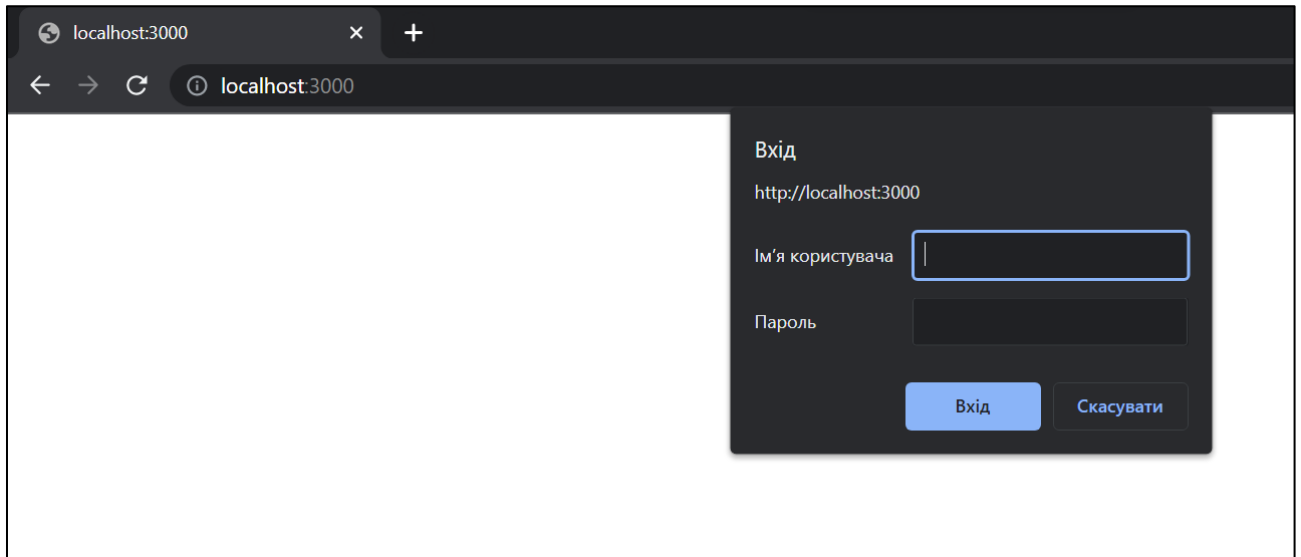 localhost:3000
localhost:3000
Вхід
http://localhost:3000
Ім’я користувача
Пароль
Вхід Скасувати